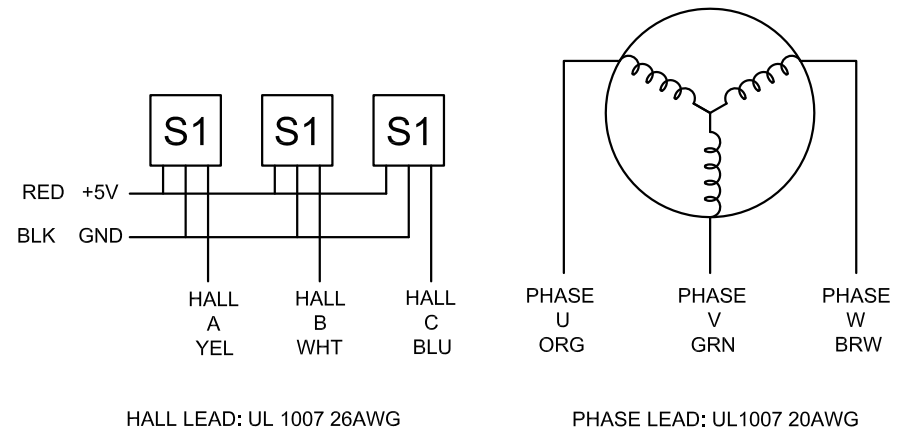 S1 S1 S1
RED +5V
BLK GND
HALL A YEL
HALL B WHT
HALL C BLU
PHASE U ORG
PHASE V GRN
PHASE W BRW
HALL LEAD: UL 1007 26AWG
PHASE LEAD: UL1007 20AWG